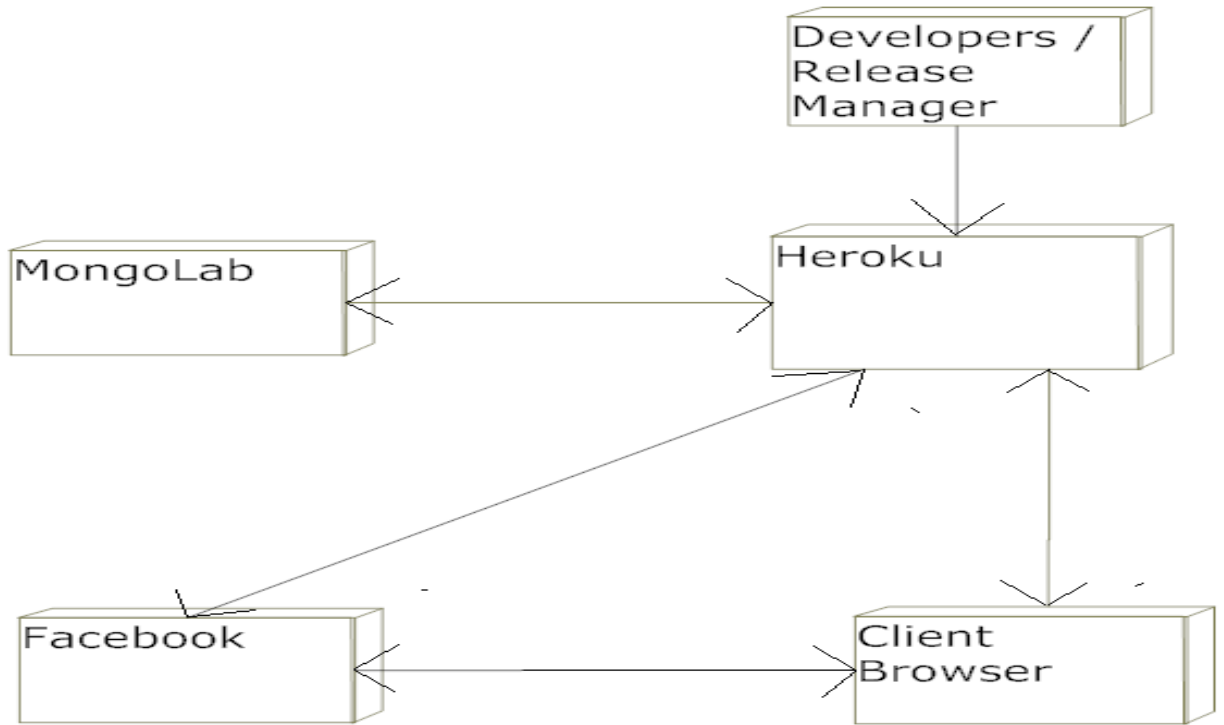 Developers /
Release
Manager
MongoLab
Heroku
Facebook
Client
Browser